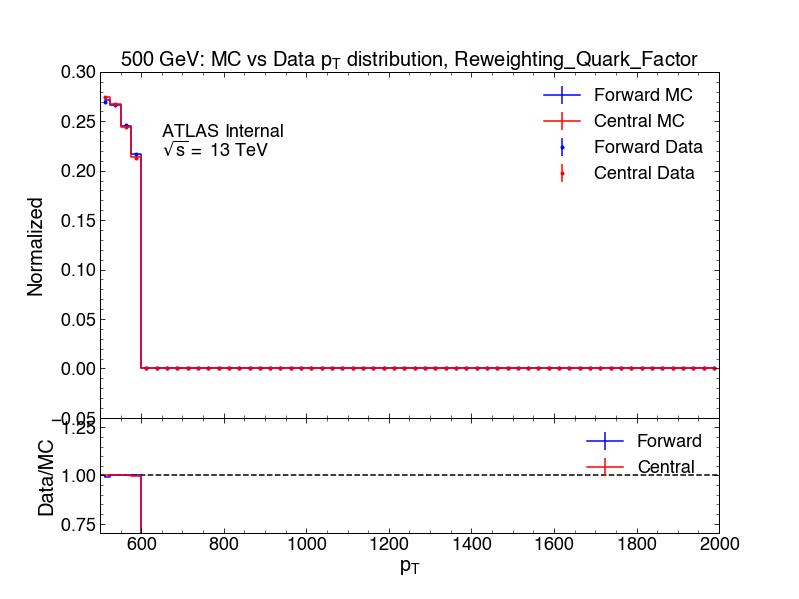 500 GeV: MC vs Data pT distribution, Reweighting_Quark_Factor
0.30
0.25
0.20
0.15
0.10
0.05
0.00
−0.05
Normalized
ATLAS Internal
√s = 13 TeV
Forward MC
Central MC
Forward Data
Central Data
1.25
1.00
0.75
Data/MC
Forward
Central
600 800 1000 1200 1400 1600 1800 2000
pT